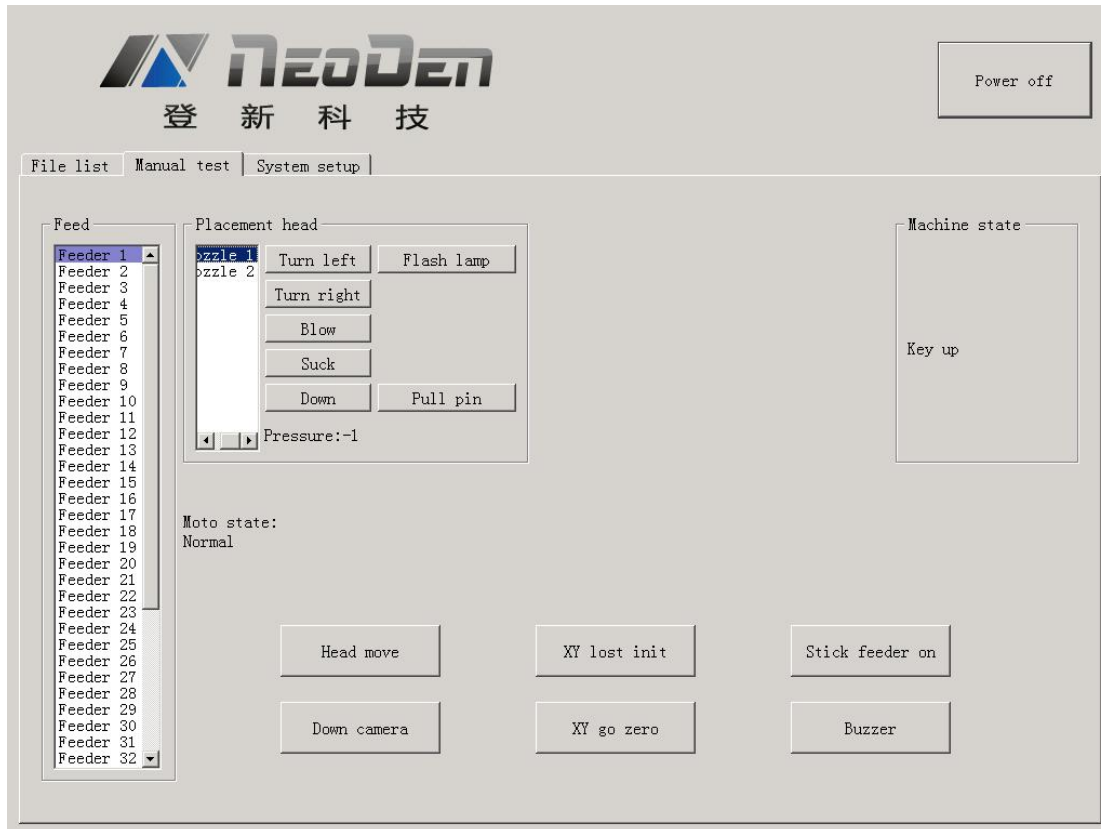 NEODEN
登新科技
Power off
File list
Manual test
System setup
Feed
Feeder 1
Feeder 2
Feeder 3
Feeder 4
Feeder 5
Feeder 6
Feeder 7
Feeder 8
Feeder 9
Feeder 10
Feeder 11
Feeder 12
Feeder 13
Feeder 14
Feeder 15
Feeder 16
Feeder 17
Feeder 18
Feeder 19
Feeder 20
Feeder 21
Feeder 22
Feeder 23
Feeder 24
Feeder 25
Feeder 26
Feeder 27
Feeder 28
Feeder 29
Feeder 30
Feeder 31
Feeder 32
Placement head
ozzle 1
ozzle 2
Turn left
Flash lamp
Turn right
Blow
Suck
Down
Pull pin
Pressure:-1
Machine state
Key up
Moto state:
Normal
Head move
XY lost init
Stick feeder on
Down camera
XY go zero
Buzzer